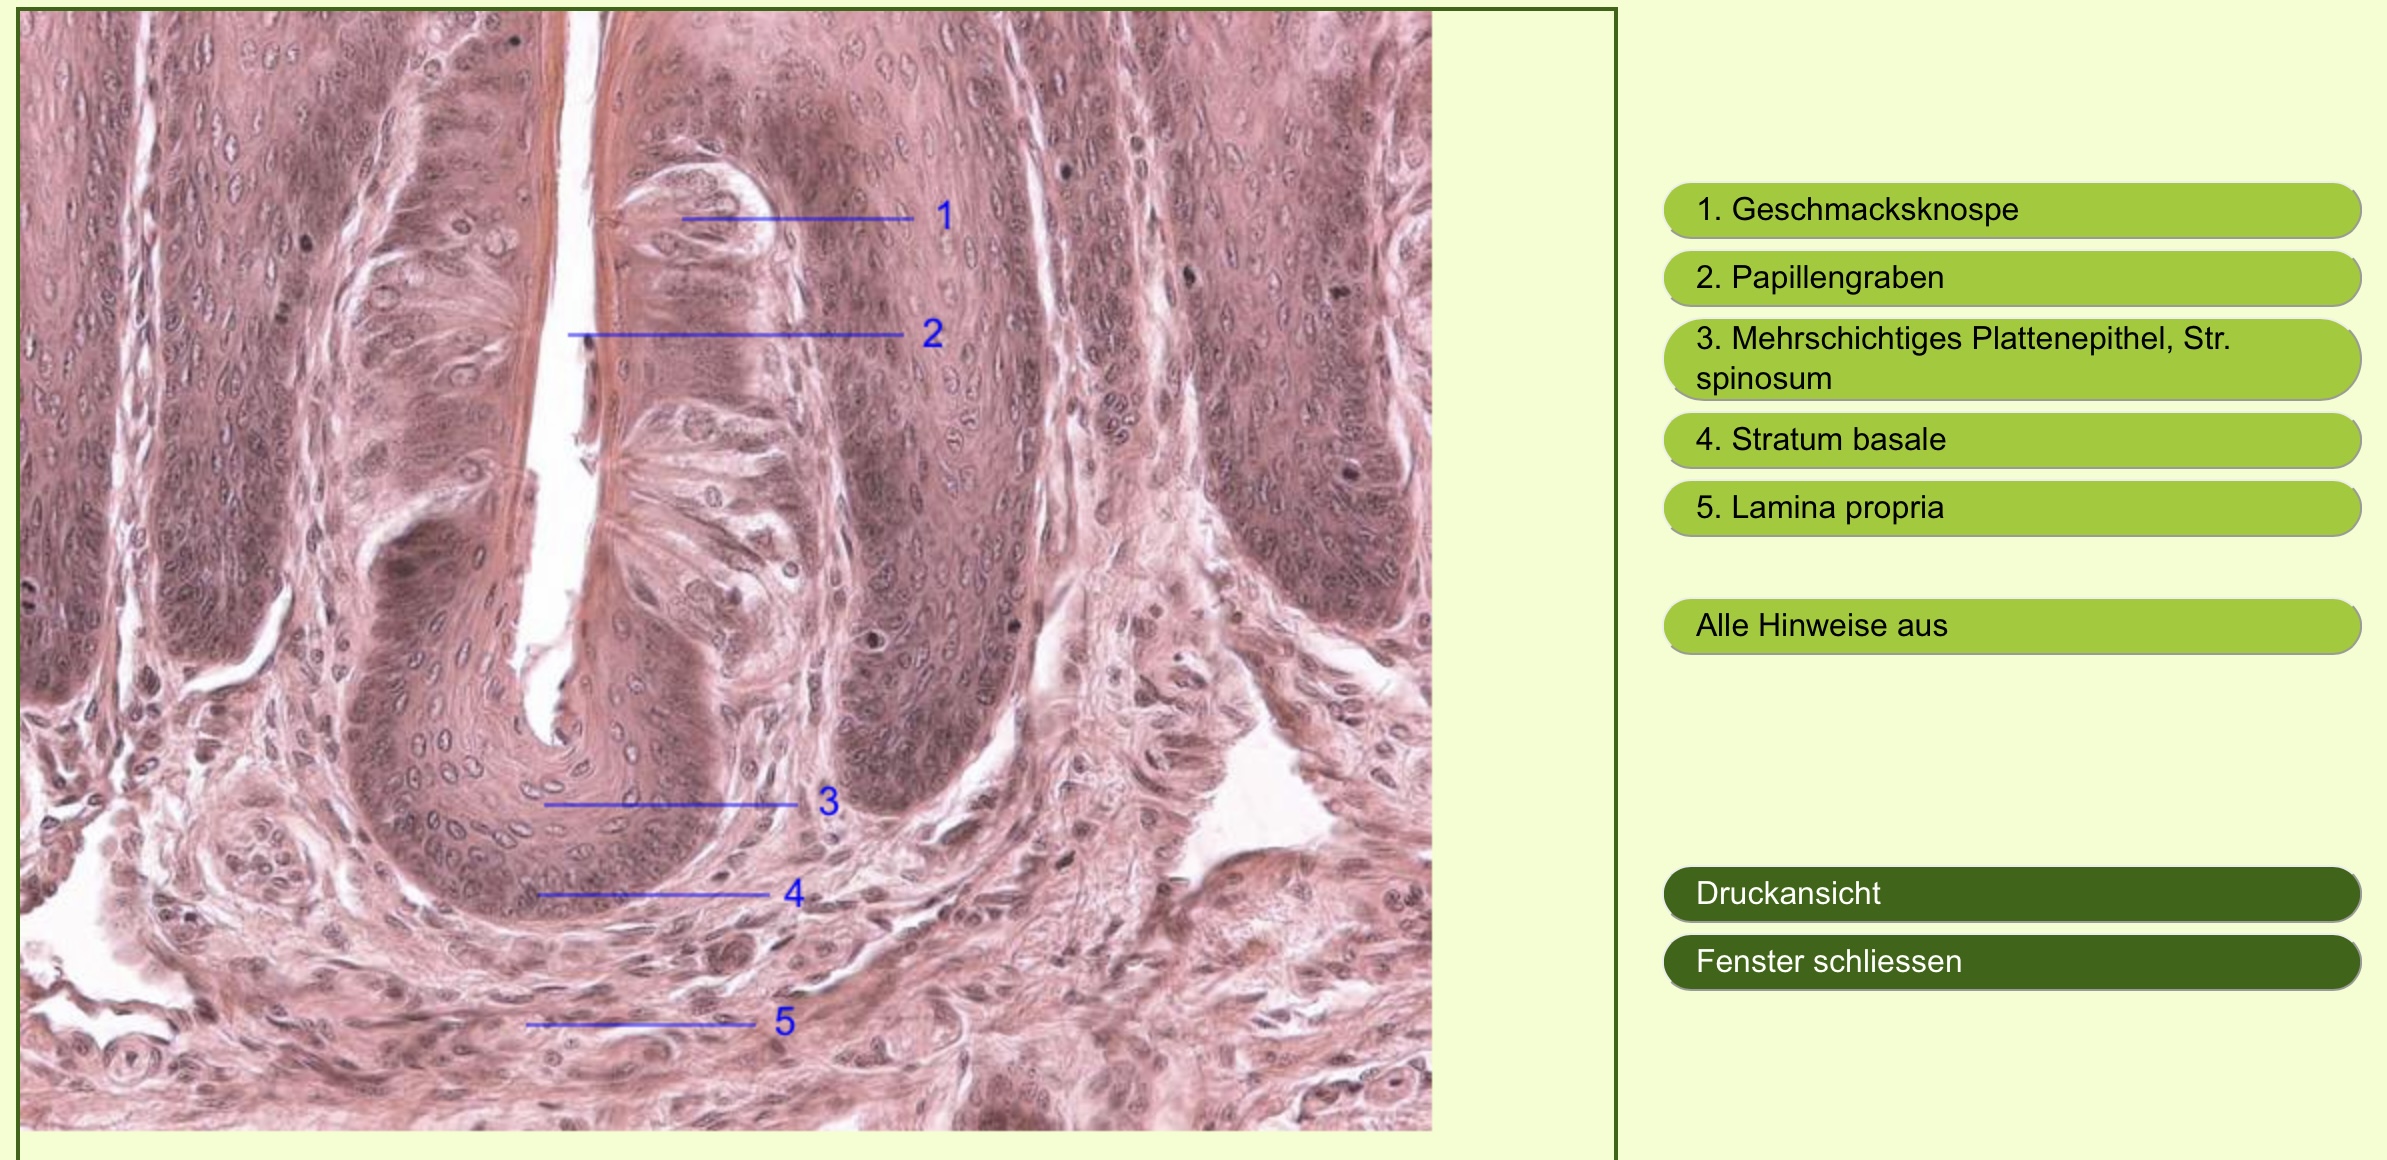 1
2
3
4
5
1. Geschmacksknospe
2. Papillengraben
3. Mehrschichtiges Plattenepithel, Str.
spinosum
4. Stratum basale
5. Lamina propria
Alle Hinweise aus
Druckansicht
Fenster schliessen